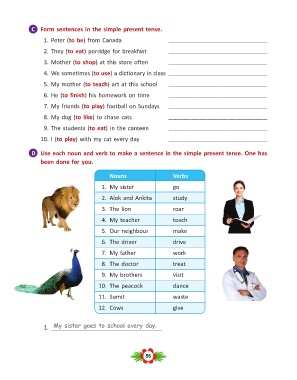 C Form sentences in the simple present tense.
1. Peter (to be) from Canada
2. They (to eat) porridge for breakfast
3. Mother (to shop) at this store often
4. We sometimes (to use) a dictionary in class
5. My mother (to teach) art at this school
6. He (to finish) his homework on time
7. My friends (to play) football on Sundays
8. My dog (to like) to chase cats
9. The students (to eat) in the canteen
10. I (to play) with my cat every day
D Use each noun and verb to make a sentence in the simple present tense. One has
been done for you.
Nouns Verbs
1. My sister go
2. Alok and Ankita study
3. The lion roar
4. My teacher teach
5. Our neighbour make
6. The driver drive
7. My father work
8. The doctor treat
9. My brothers visit
10. The peacock dance
11. Sumit waste
12. Cows give
1. My sister goes to school every day.
56